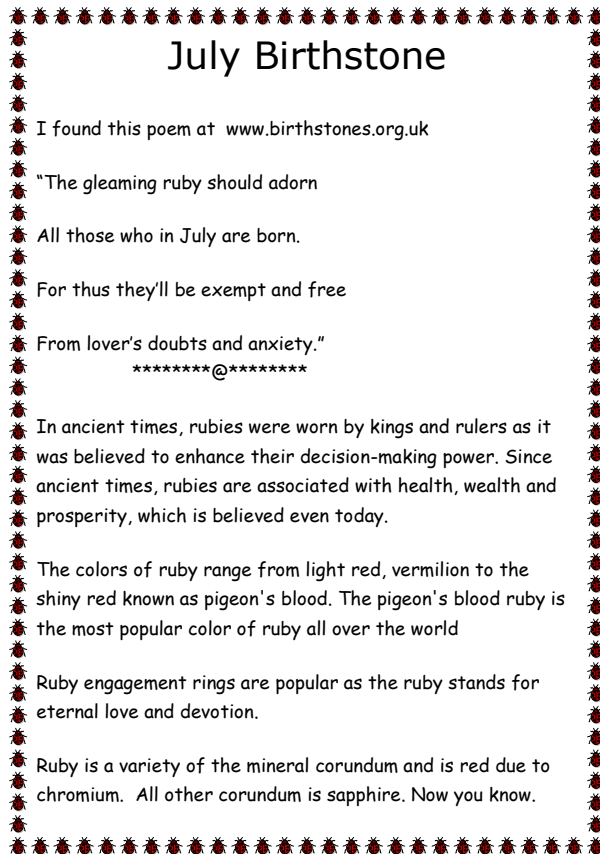 July Birthstone
I found this poem at  www.birthstones.org.uk
“The gleaming ruby should adorn
All those who in July are born.
For thus they’ll be exempt and free
From lover’s doubts and anxiety.”
********@********
In ancient times, rubies were worn by kings and rulers as it
was believed to enhance their decision-making power. Since
ancient times, rubies are associated with health, wealth and
prosperity, which is believed even today.
The colors of ruby range from light red, vermilion to the
shiny red known as pigeon's blood. The pigeon's blood ruby is
the most popular color of ruby all over the world
Ruby engagement rings are popular as the ruby stands for
eternal love and devotion.
Ruby is a variety of the mineral corundum and is red due to
chromium.  All other corundum is sapphire. Now you know.